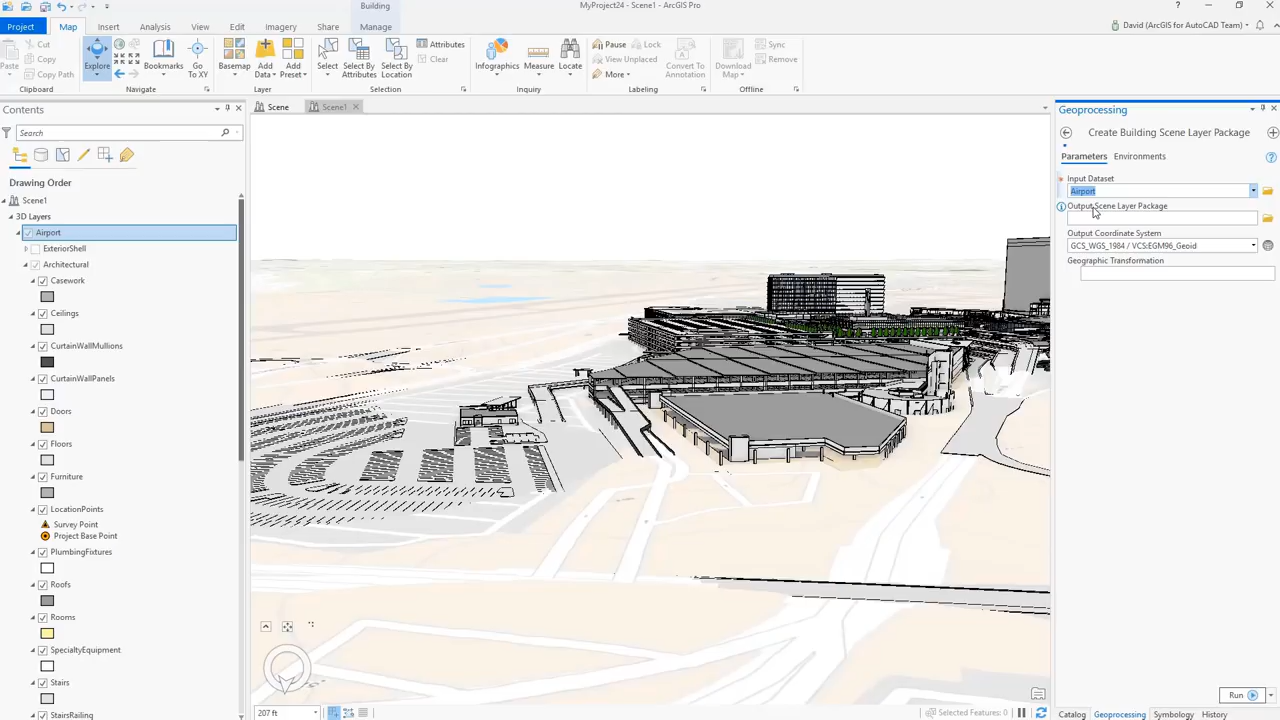 Building
MyProject24 - Scene1 - ArcGIS Pro
?
Project
Map
Insert
Analysis
View
Edit
Imagery
Share
Manage
David (ArcGIS for AutoCAD Team)
Paste
Cut
Copy
Copy Path
Clipboard
Explore
Bookmarks
Go
To XY
Navigate
Basemap
Add
Data
Add
Preset
Layer
Select
Select By
Attributes
Select By
Location
Attributes
Clear
Selection
Infographics
Measure
Locate
Inquiry
Pause
Lock
View Unplaced
More
Convert To
Annotation
Labeling
Download
Map
Sync
Remove
Offline
Contents
Search
Drawing Order
Scene1
3D Layers
Airport
ExteriorShell
Architectural
Casework
Ceilings
CurtainWallMullions
CurtainWallPanels
Doors
Floors
Furniture
LocationPoints
Survey Point
Project Base Point
PlumbingFixtures
Roofs
Rooms
SpecialtyEquipment
Stairs
StairsRailing
Scene
Scene1
207 ft
Selected Features: 0
Geoprocessing
Create Building Scene Layer Package
Parameters
Environments
Input Dataset
Airport
Output Scene Layer Package
Output Coordinate System
GCS_WGS_1984 / VCS:EGM96_Geoid
Geographic Transformation
Run
Catalog
Geoprocessing
Symbology
History